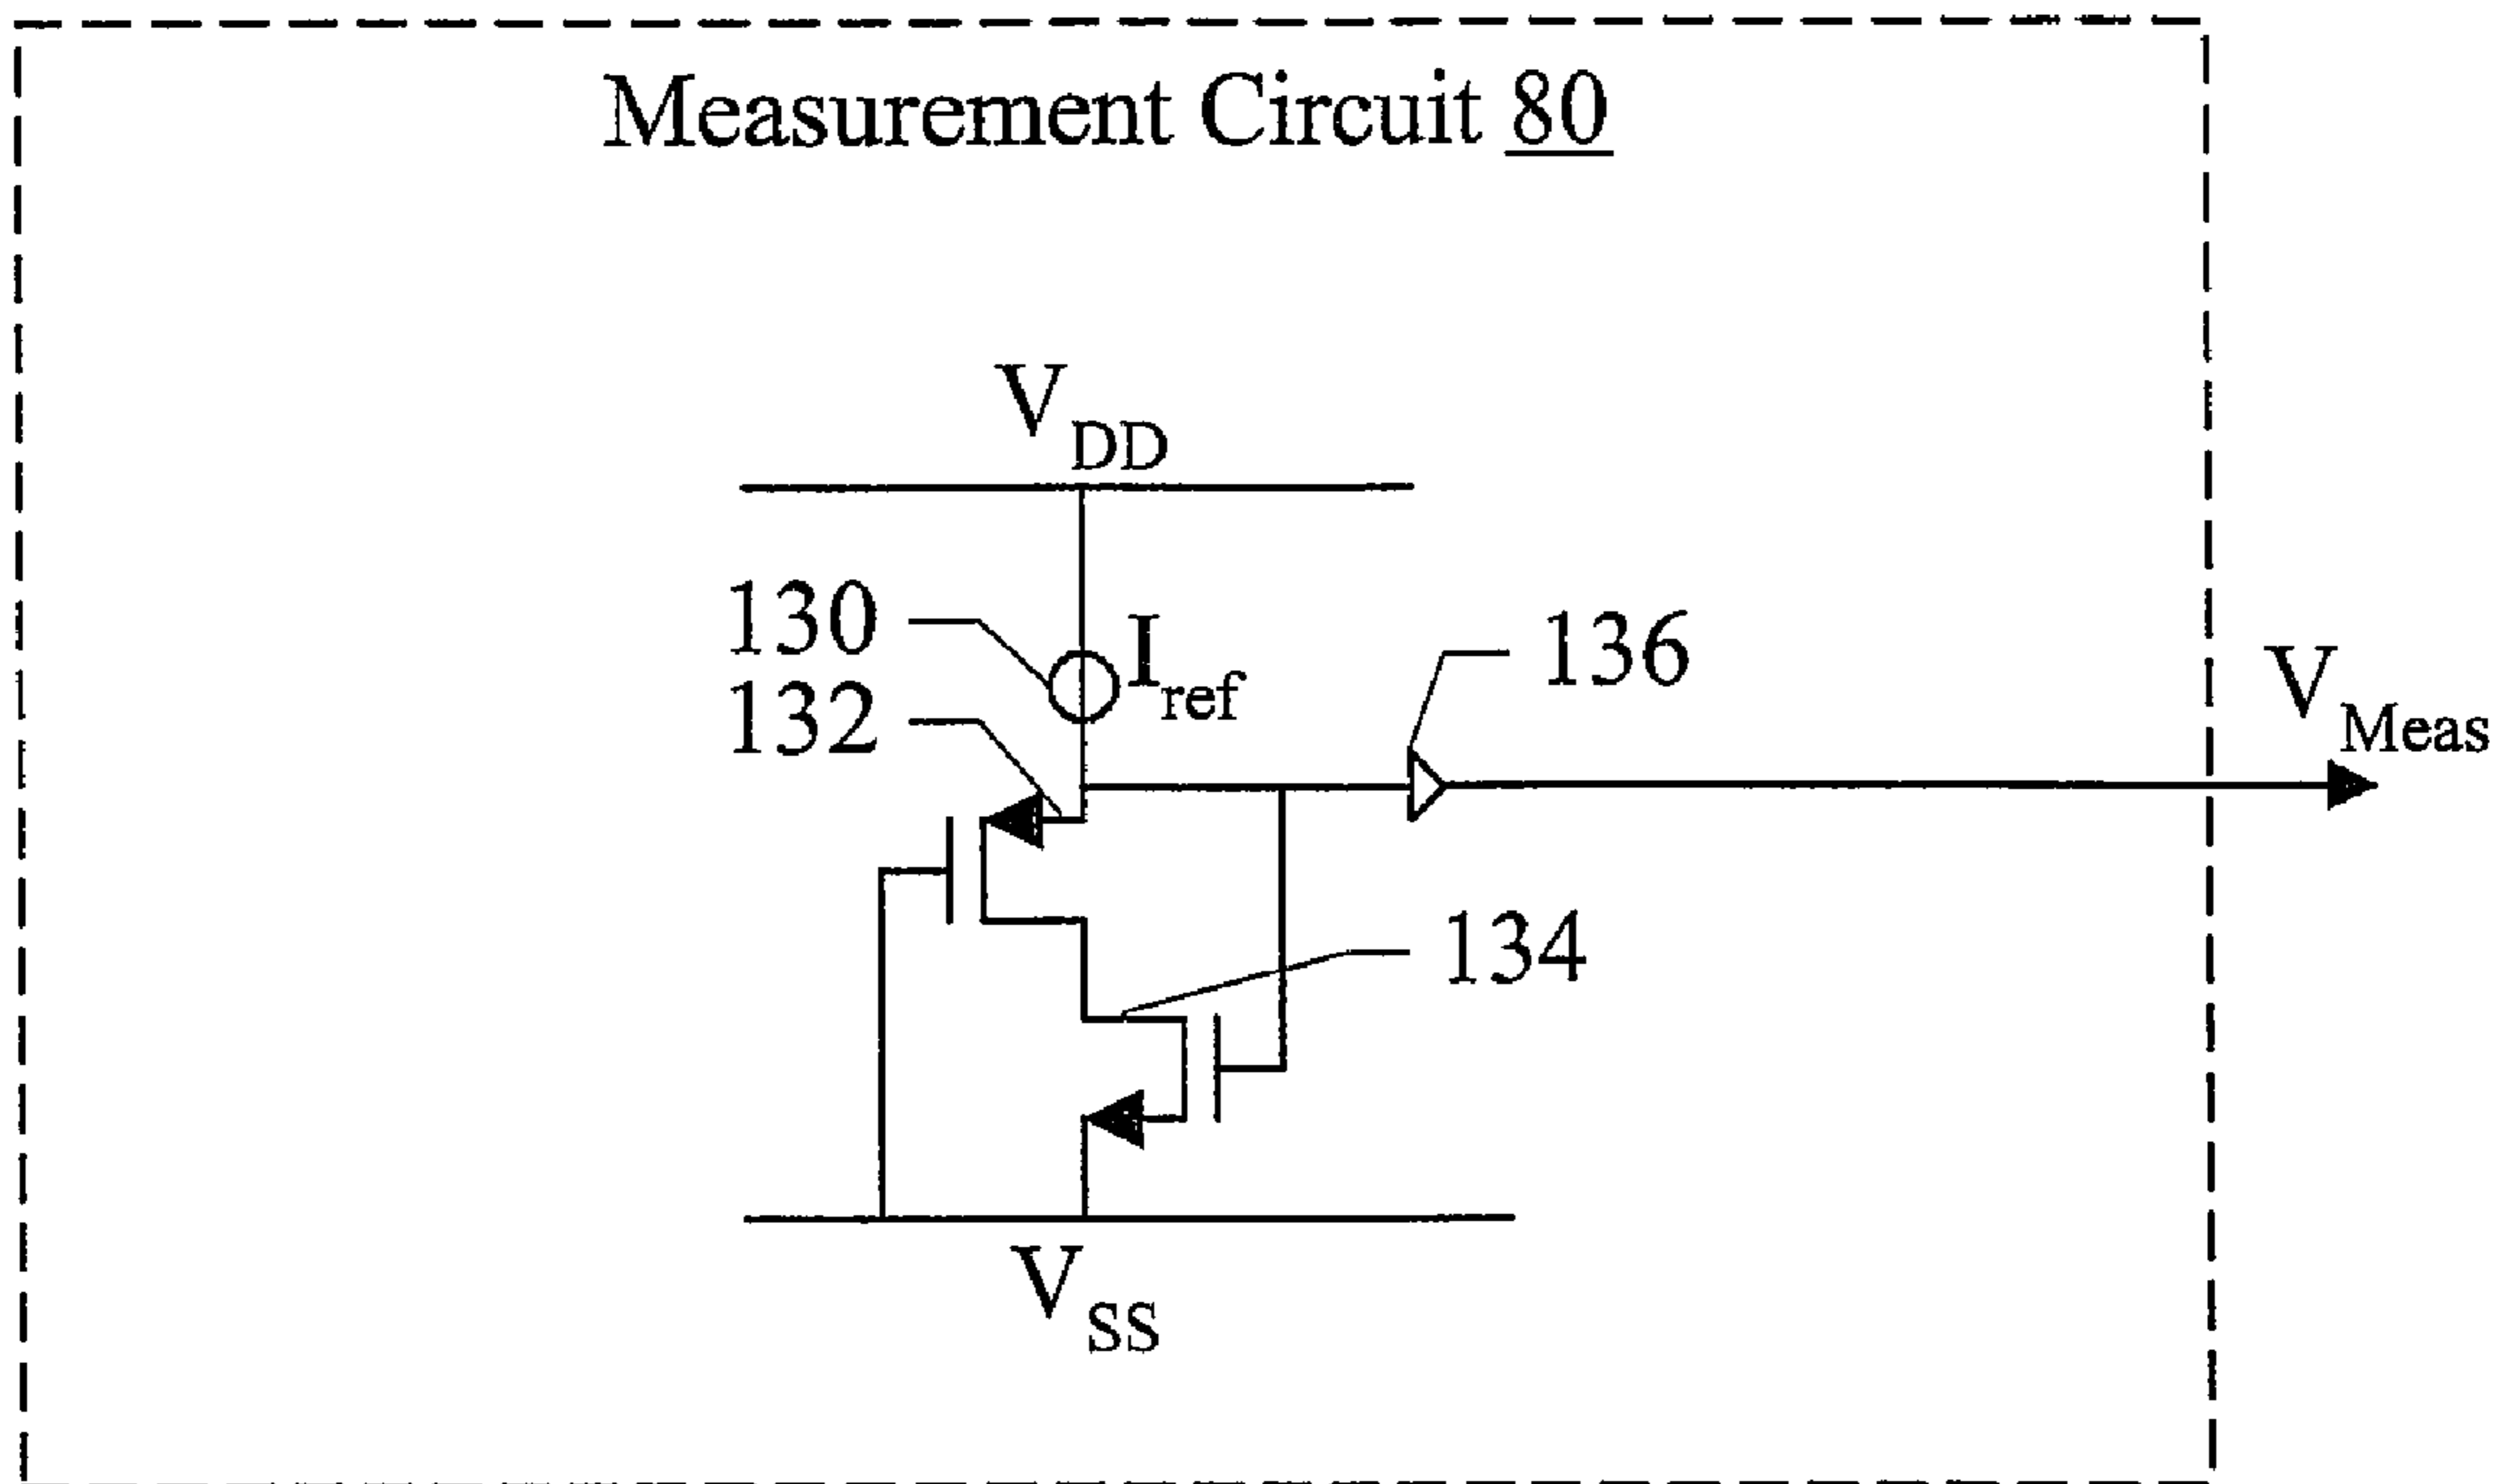 Measurement Circuit 80
VDD
130
Iref
136
132
VMeas
134
VSS